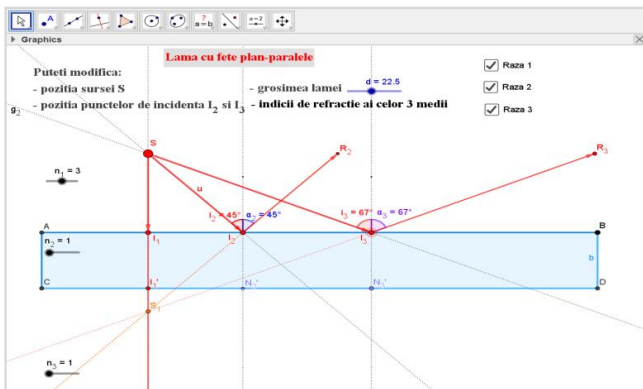 A
a=b
a=2
Graphics
Lama cu fete plan-paralele
Puteti modifica:
- pozitia sursei S
- pozitia punctelor de incidenta I2 si I3
- grosimea lamei
d = 22.5
- indicii de refractie ai celor 3 medii
Raza 1
Raza 2
Raza 3
g2
S
R2
R3
n1 = 3
u
i2 = 45°
α2 = 45°
i3 = 67°
α3 = 67°
A
I1
I2
I3
B
n2 = 1
b
C
I1'
N2'
N3'
D
S1
n3 = 1